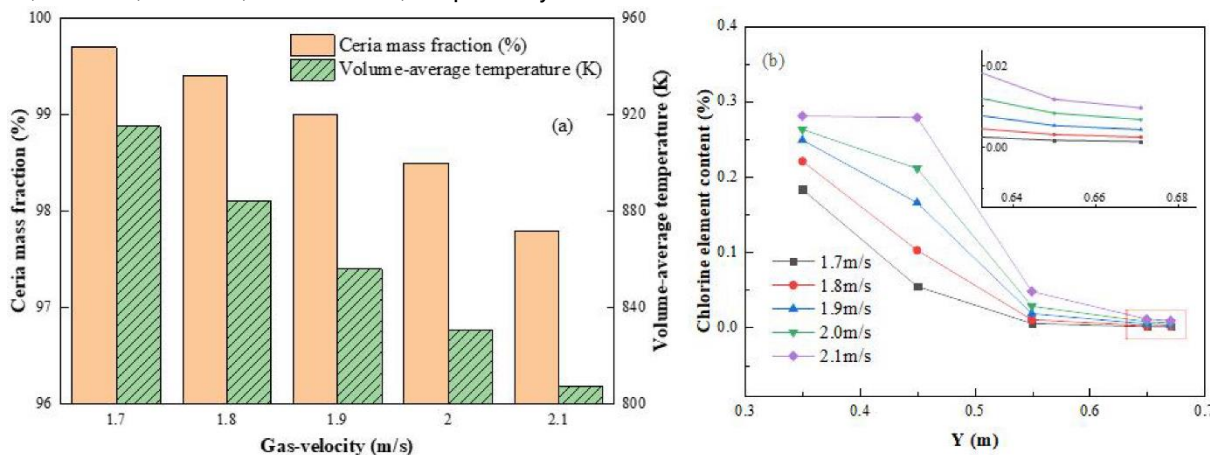 100
99
98
97
96
Ceria mass fraction (%)
Ceria mass fraction (%)
Volume-average temperature (K)
(a)
960
920
880
840
800
Volume-average temperature (K)
1.7 1.8 1.9 2 2.1
Gas-velocity (m/s)
(b)
0.4
0.3
0.2
0.1
0.0
Chlorine element content (%)
0.02
0.00
0.64 0.66 0.68
1.7m/s
1.8m/s
1.9m/s
2.0m/s
2.1m/s
0.3 0.4 0.5 0.6 0.7
Y (m)